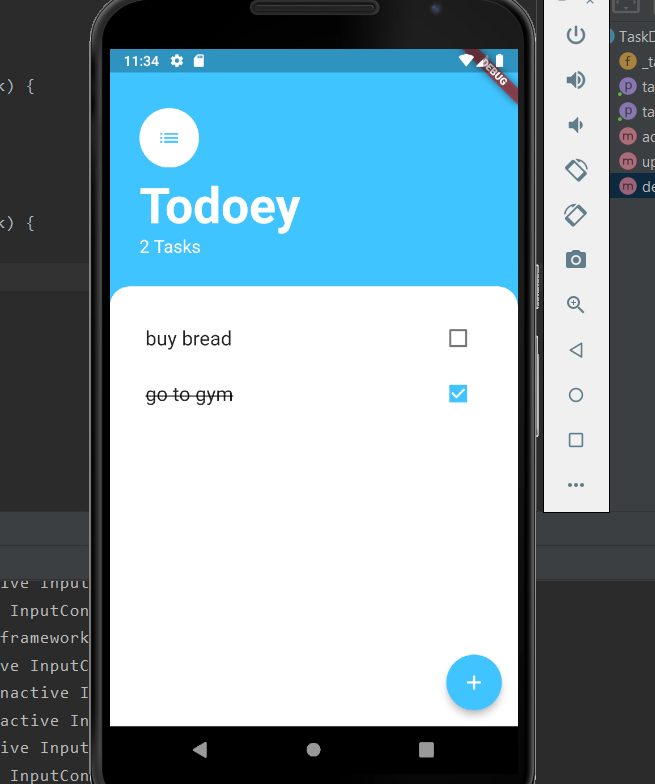 11:34
DEBUG
Todoey
2 Tasks
buy bread
go to gym
k) {
k) {
ive Input
InputCon
framework
ve InputC
nactive I
active In
ive Input
InputCon
TaskD
f _ta
p ta
p ta
m ad
m up
m de